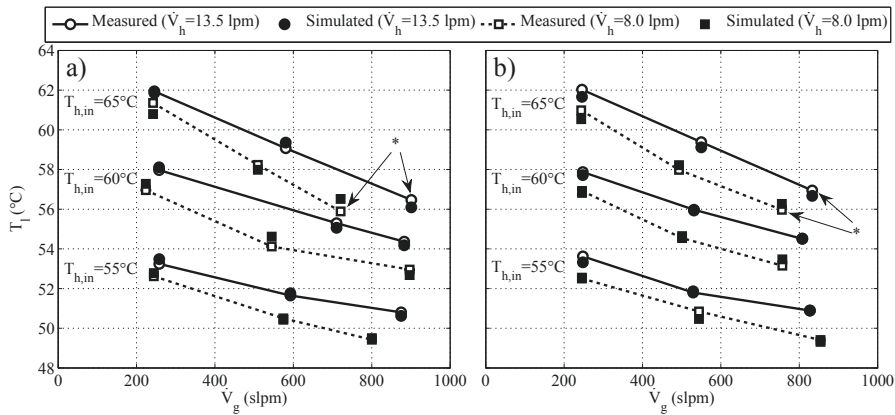 Measured (V̇h=13.5 lpm) Simulated (V̇h=13.5 lpm) Measured (V̇h=8.0 lpm) Simulated (V̇h=8.0 lpm)
a)
64
62
60
58
56
54
52
50
48
Tl (°C)
Th,in=65°C
Th,in=60°C
Th,in=55°C
*
0 200 400 600 800 1000
V̇g (slpm)
b)
Th,in=65°C
Th,in=60°C
Th,in=55°C
*
0 200 400 600 800 1000
V̇g (slpm)